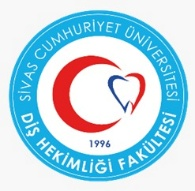 SİVAS CUMHURİYET ÜNİVERSİTESİ
1996
DİŞ HEKİMLİĞİ FAKÜLTESİ